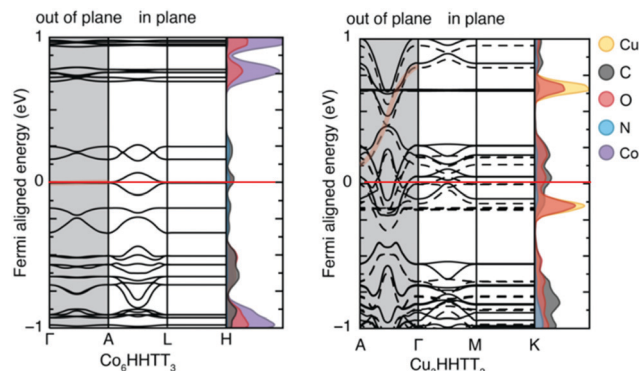 out of plane in plane
out of plane in plane
Fermi aligned energy (eV)
1
0
−1
Γ A L H
Co₆HHTT₃
Fermi aligned energy (eV)
1
0
−1
A Γ M K
Cu₃HHTT₂
Cu
C
O
N
Co